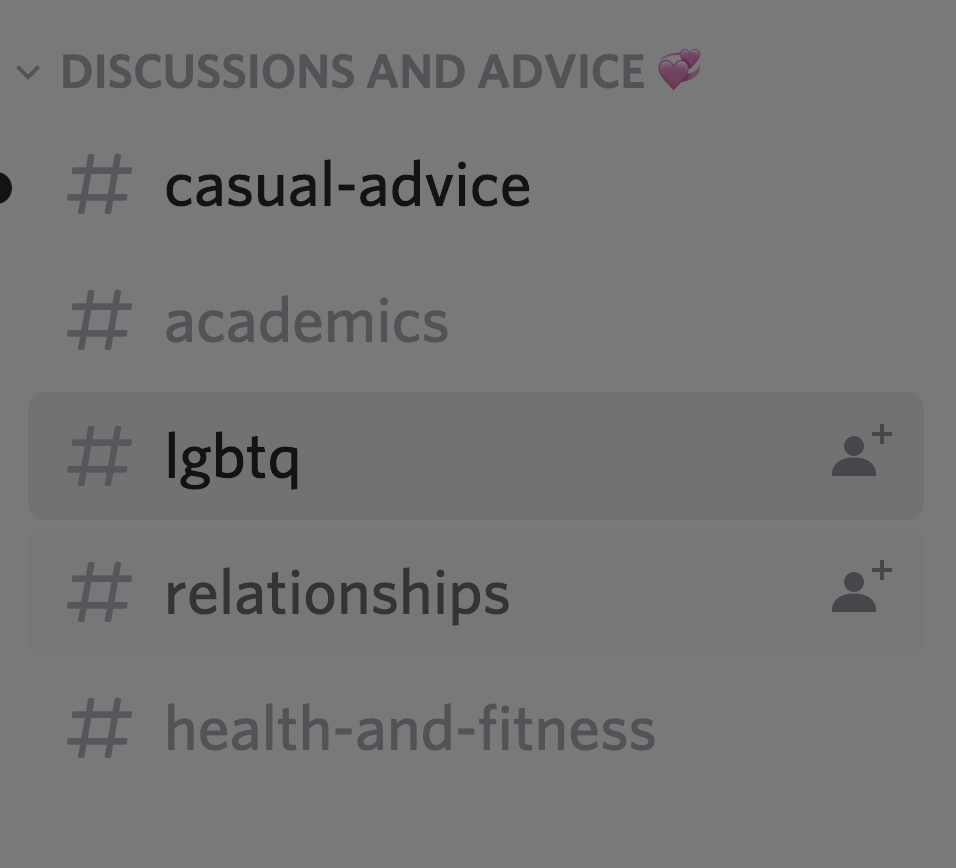 DISCUSSIONS AND ADVICE 💞
# casual-advice
# academics
# lgbtq
# relationships
# health-and-fitness